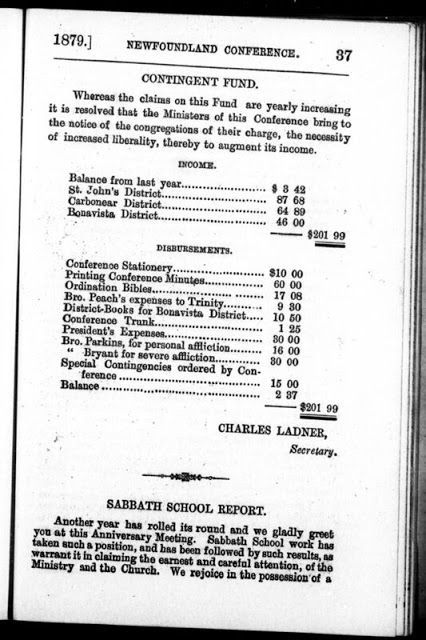 1879.] NEWFOUNDLAND CONFERENCE. 37
CONTINGENT FUND.
Whereas the claims on this Fund are yearly increasing
it is resolved that the Ministers of this Conference bring to
the notice of the congregations of their charge, the necessity
of increased liberality, thereby to augment its income.
INCOME.
Balance from last year.................... $ 3 42
St. John's District......................... 87 68
Carbonear District......................... 64 89
Bonavista District......................... 46 00
—— $201 99
DISBURSEMENTS.
Conference Stationery..................... $10 00
Printing Conference Minutes............. 60 00
Ordination Bibles..................... ........ 17 08
Bro. Peach's expenses to Trinity......... 9 30
District-Books for Bonavista District..... 10 50
Conference Trunk........................... 1 25
President's Expenses....................... 30 00
Bro. Parkins, for personal affliction......... 16 00
“ Bryant for severe affliction............. 30 00
Special Contingencies ordered by Con-
ference .................................... 15 00
Balance ........................................ 2 37
—— $201 99
CHARLES LADNER,
Secretary.
SABBATH SCHOOL REPORT.
Another year has rolled its round and we gladly greet
you at this Anniversary Meeting. Sabbath School work has
taken such a position, and has been followed by such results, as
warrant it in claiming the earnest and careful attention, of the
Ministry and the Church. We rejoice in the possession of a